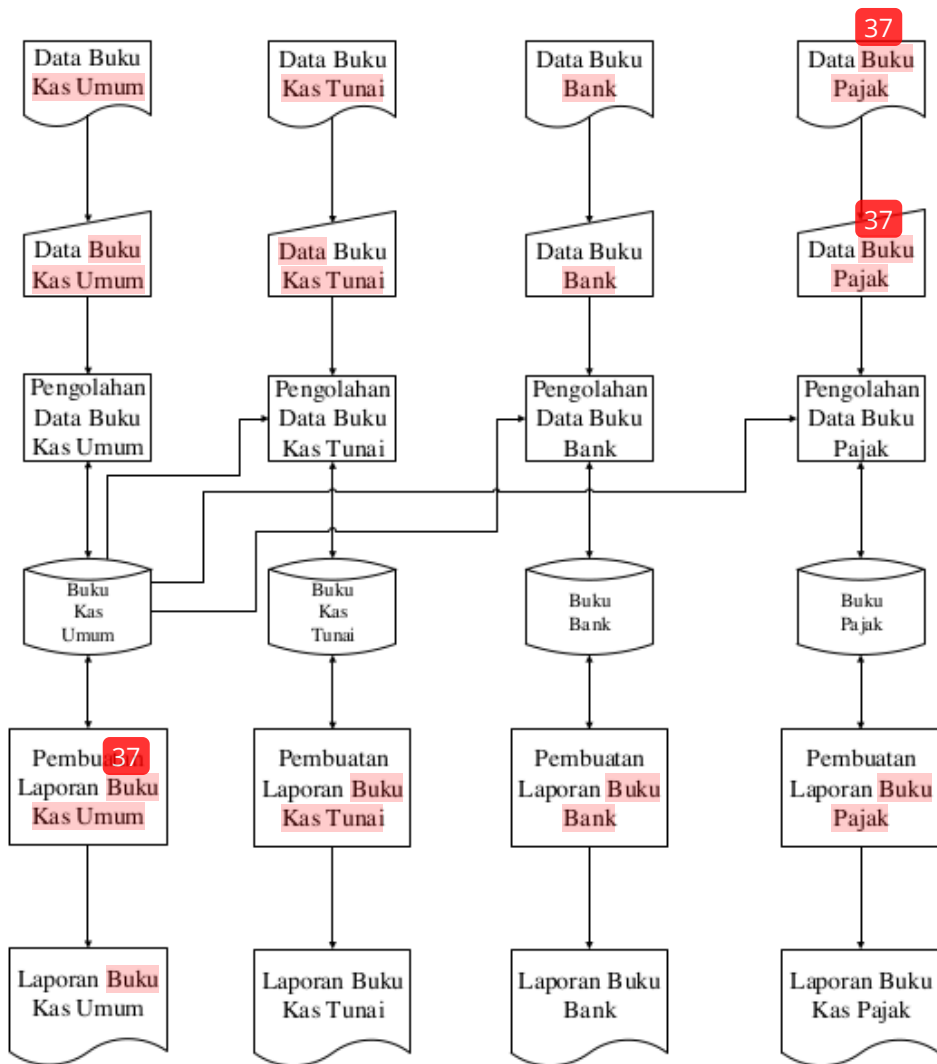 37
Data Buku
Kas Umum
Data Buku
Kas Tunai
Data Buku
Bank
Data Buku
Pajak
37
Data Buku
Kas Umum
Data Buku
Kas Tunai
Data Buku
Bank
Data Buku
Pajak
Pengolahan
Data Buku
Kas Umum
Pengolahan
Data Buku
Kas Tunai
Pengolahan
Data Buku
Bank
Pengolahan
Data Buku
Pajak
Buku
Kas
Umum
Buku
Kas
Tunai
Buku
Bank
Buku
Pajak
37
Pembuatan
Laporan Buku
Kas Umum
Pembuatan
Laporan Buku
Kas Tunai
Pembuatan
Laporan Buku
Bank
Pembuatan
Laporan Buku
Pajak
Laporan Buku
Kas Umum
Laporan Buku
Kas Tunai
Laporan Buku
Bank
Laporan Buku
Kas Pajak